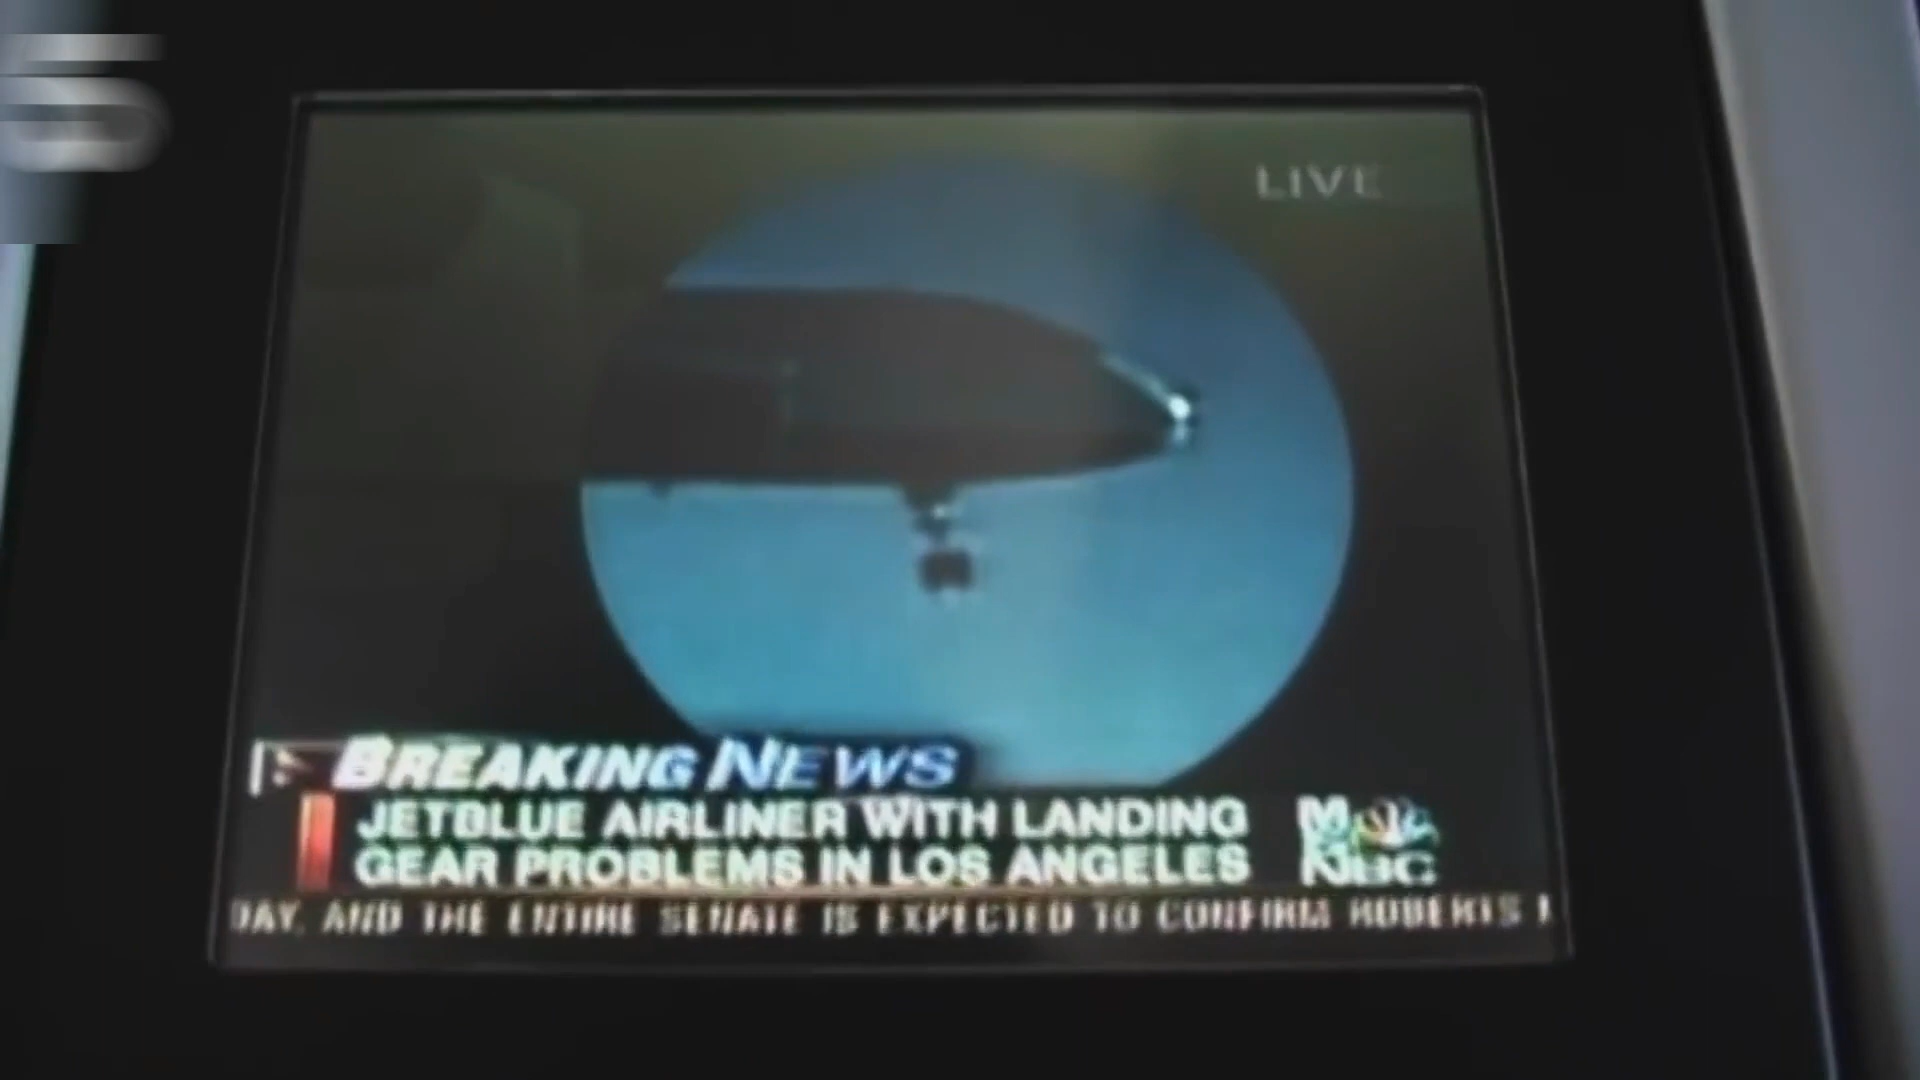 5
LIVE
BREAKING NEWS
JETBLUE AIRLINER WITH LANDING
GEAR PROBLEMS IN LOS ANGELES
MSNBC
DAY, AND THE ENTIRE SENATE IS EXPECTED TO CONFIRM ROBERTS